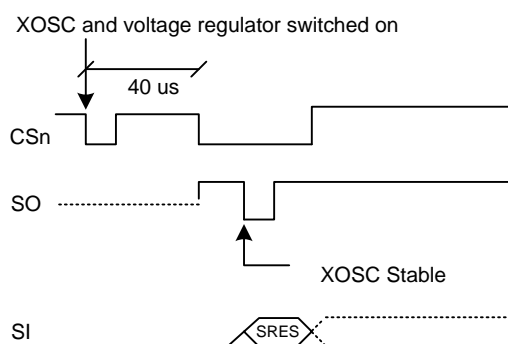 XOSC and voltage regulator switched on
40 us
CSn
SO
XOSC Stable
SI
SRES